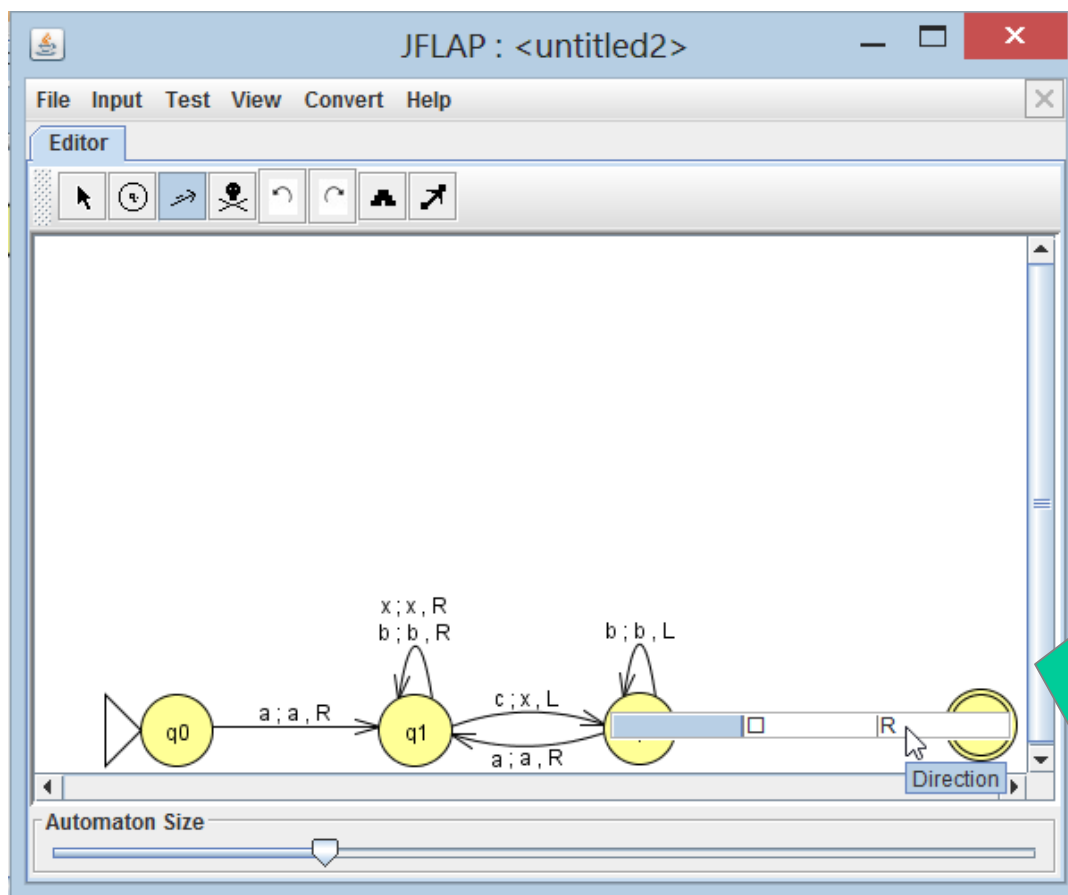 JFLAP : <untitled2>
File Input Test View Convert Help
Editor
x ; x , R
b ; b , R
b ; b , L
a ; a , R
c ; x , L
q0
q1
□
R
a ; a , R
Direction
Automaton Size